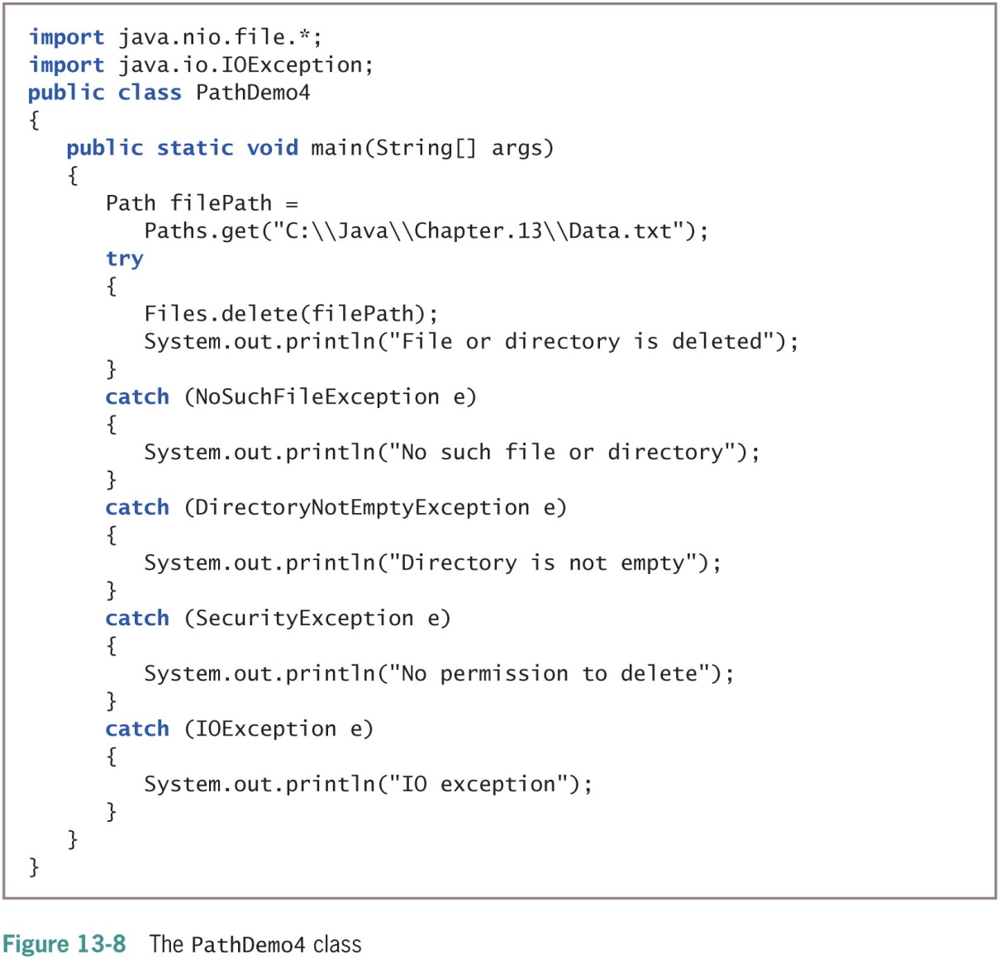 import java.nio.file.*;
import java.io.IOException;
public class PathDemo4
{
   public static void main(String[] args)
   {
      Path filePath =
         Paths.get("C:\\Java\\Chapter.13\\Data.txt");
      try
      {
         Files.delete(filePath);
         System.out.println("File or directory is deleted");
      }
      catch (NoSuchFileException e)
      {
         System.out.println("No such file or directory");
      }
      catch (DirectoryNotEmptyException e)
      {
         System.out.println("Directory is not empty");
      }
      catch (SecurityException e)
      {
         System.out.println("No permission to delete");
      }
      catch (IOException e)
      {
         System.out.println("IO exception");
      }
   }
}
Figure 13-8 The PathDemo4 class